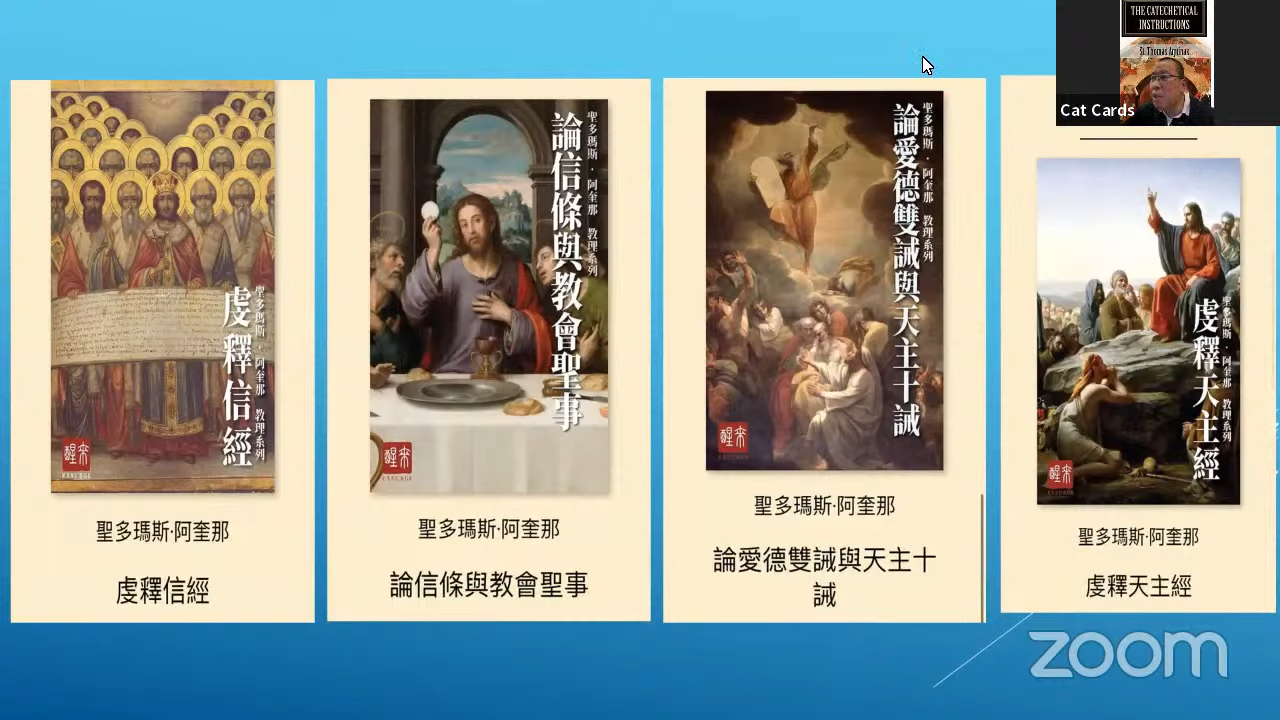 THE CATECHETICAL
INSTRUCTIONS
St. Thomas Aquinas
Cat Cards
聖多瑪斯·阿奎那 教理系列
虔釋信經
醒來
聖多瑪斯·阿奎那
虔釋信經
聖多瑪斯·阿奎那 教理系列
論信條與教會聖事
醒來
EXSURGE
聖多瑪斯·阿奎那
論信條與教會聖事
聖多瑪斯·阿奎那 教理系列
論愛德雙誡與天主十誡
醒來
聖多瑪斯·阿奎那
論愛德雙誡與天主十
誡
聖多瑪斯·阿奎那 教理系列
虔釋天主經
醒來
聖多瑪斯·阿奎那
虔釋天主經
zoom